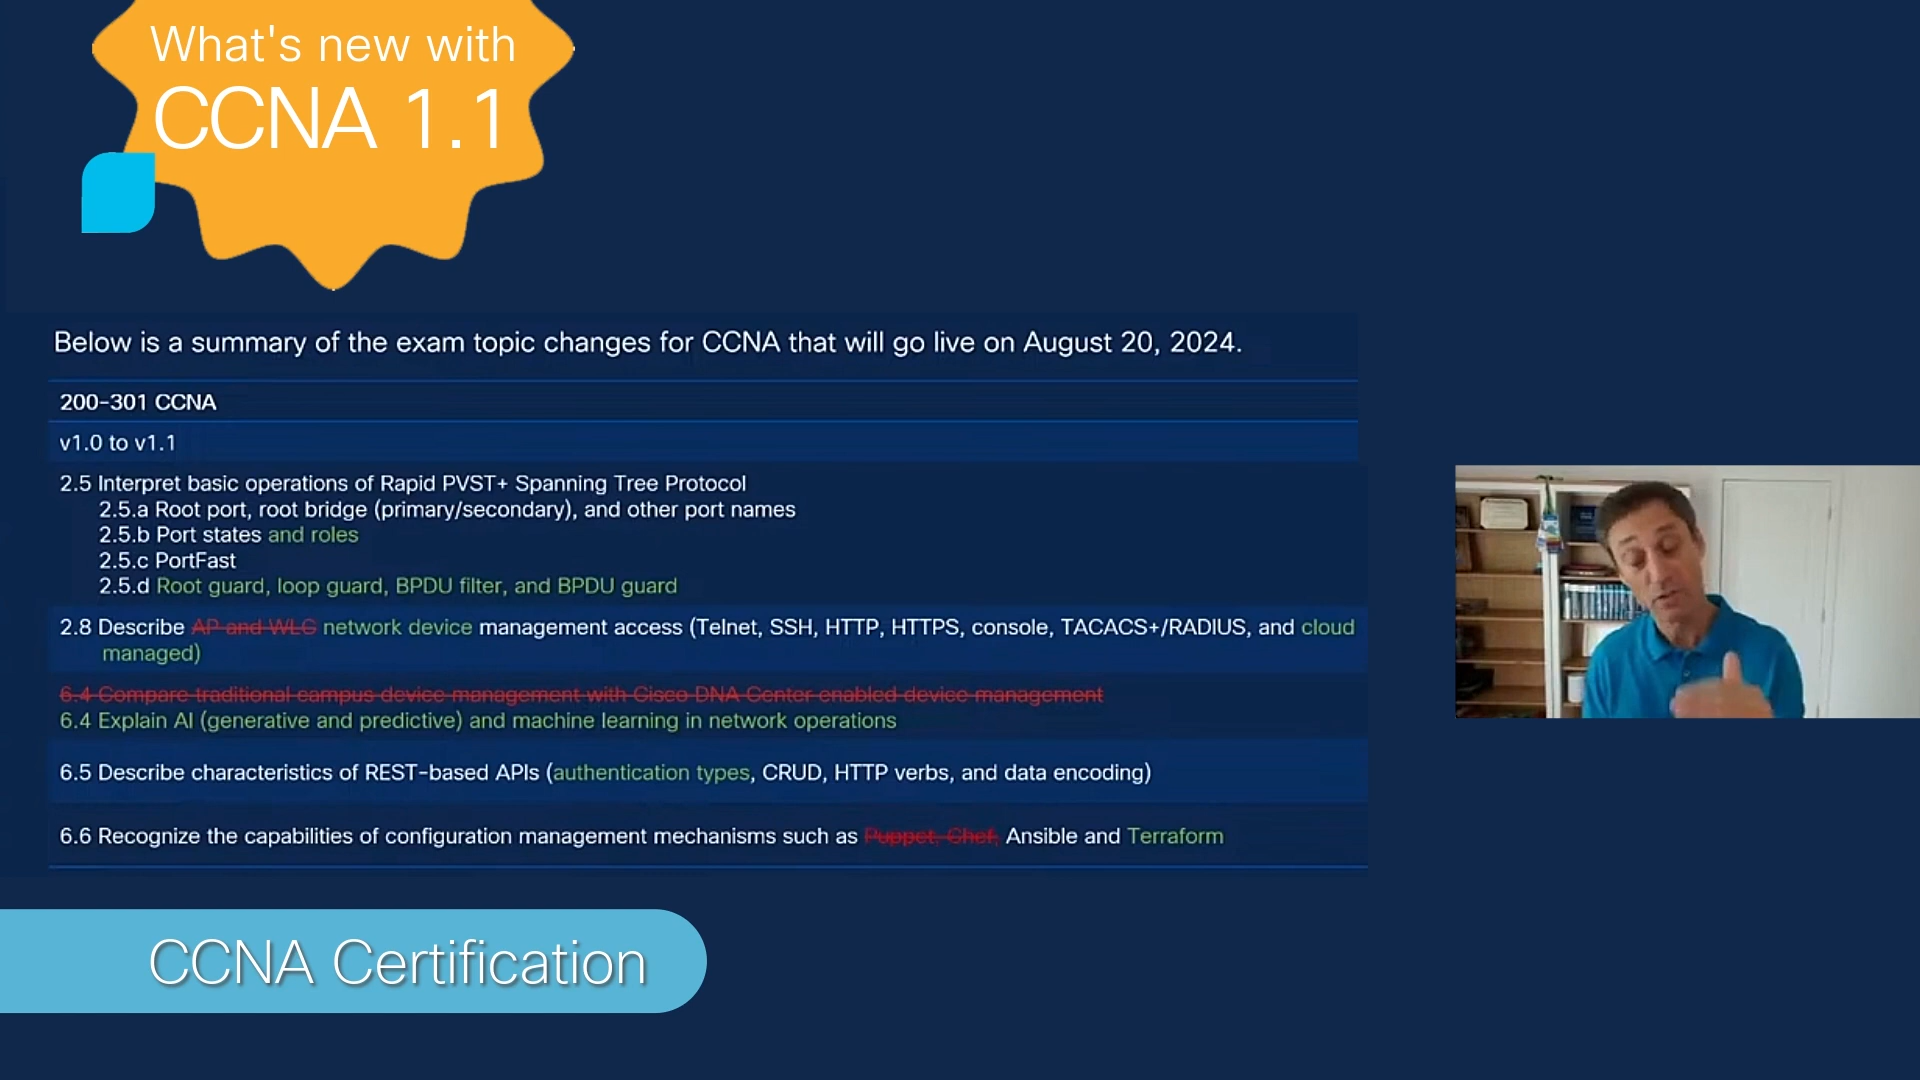 What's new with
CCNA 1.1
Below is a summary of the exam topic changes for CCNA that will go live on August 20, 2024.
200-301 CCNA
v1.0 to v1.1
2.5 Interpret basic operations of Rapid PVST+ Spanning Tree Protocol
2.5.a Root port, root bridge (primary/secondary), and other port names
2.5.b Port states and roles
2.5.c PortFast
2.5.d Root guard, loop guard, BPDU filter, and BPDU guard
2.8 Describe AP and WLC network device management access (Telnet, SSH, HTTP, HTTPS, console, TACACS+/RADIUS, and cloud
managed)
6.4 Compare traditional campus device management with Cisco DNA Center enabled device management
6.4 Explain AI (generative and predictive) and machine learning in network operations
6.5 Describe characteristics of REST-based APIs (authentication types, CRUD, HTTP verbs, and data encoding)
6.6 Recognize the capabilities of configuration management mechanisms such as Puppet, Chef, Ansible and Terraform
CCNA Certification